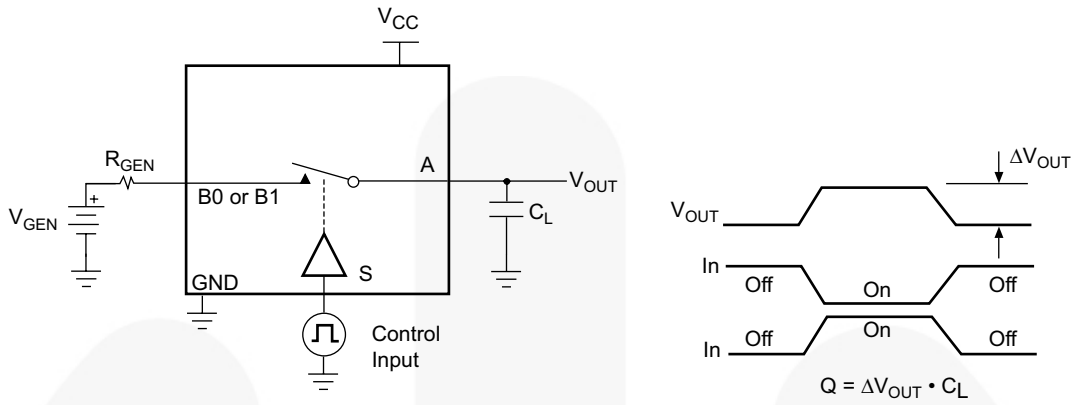 V_CC
R_GEN
A
ΔV_OUT
B0 or B1
V_OUT
+
V_GEN
C_L
V_OUT
S
In
GND
Off
On
Off
Control
Input
On
In
Off
Off
Q = ΔV_OUT • C_L